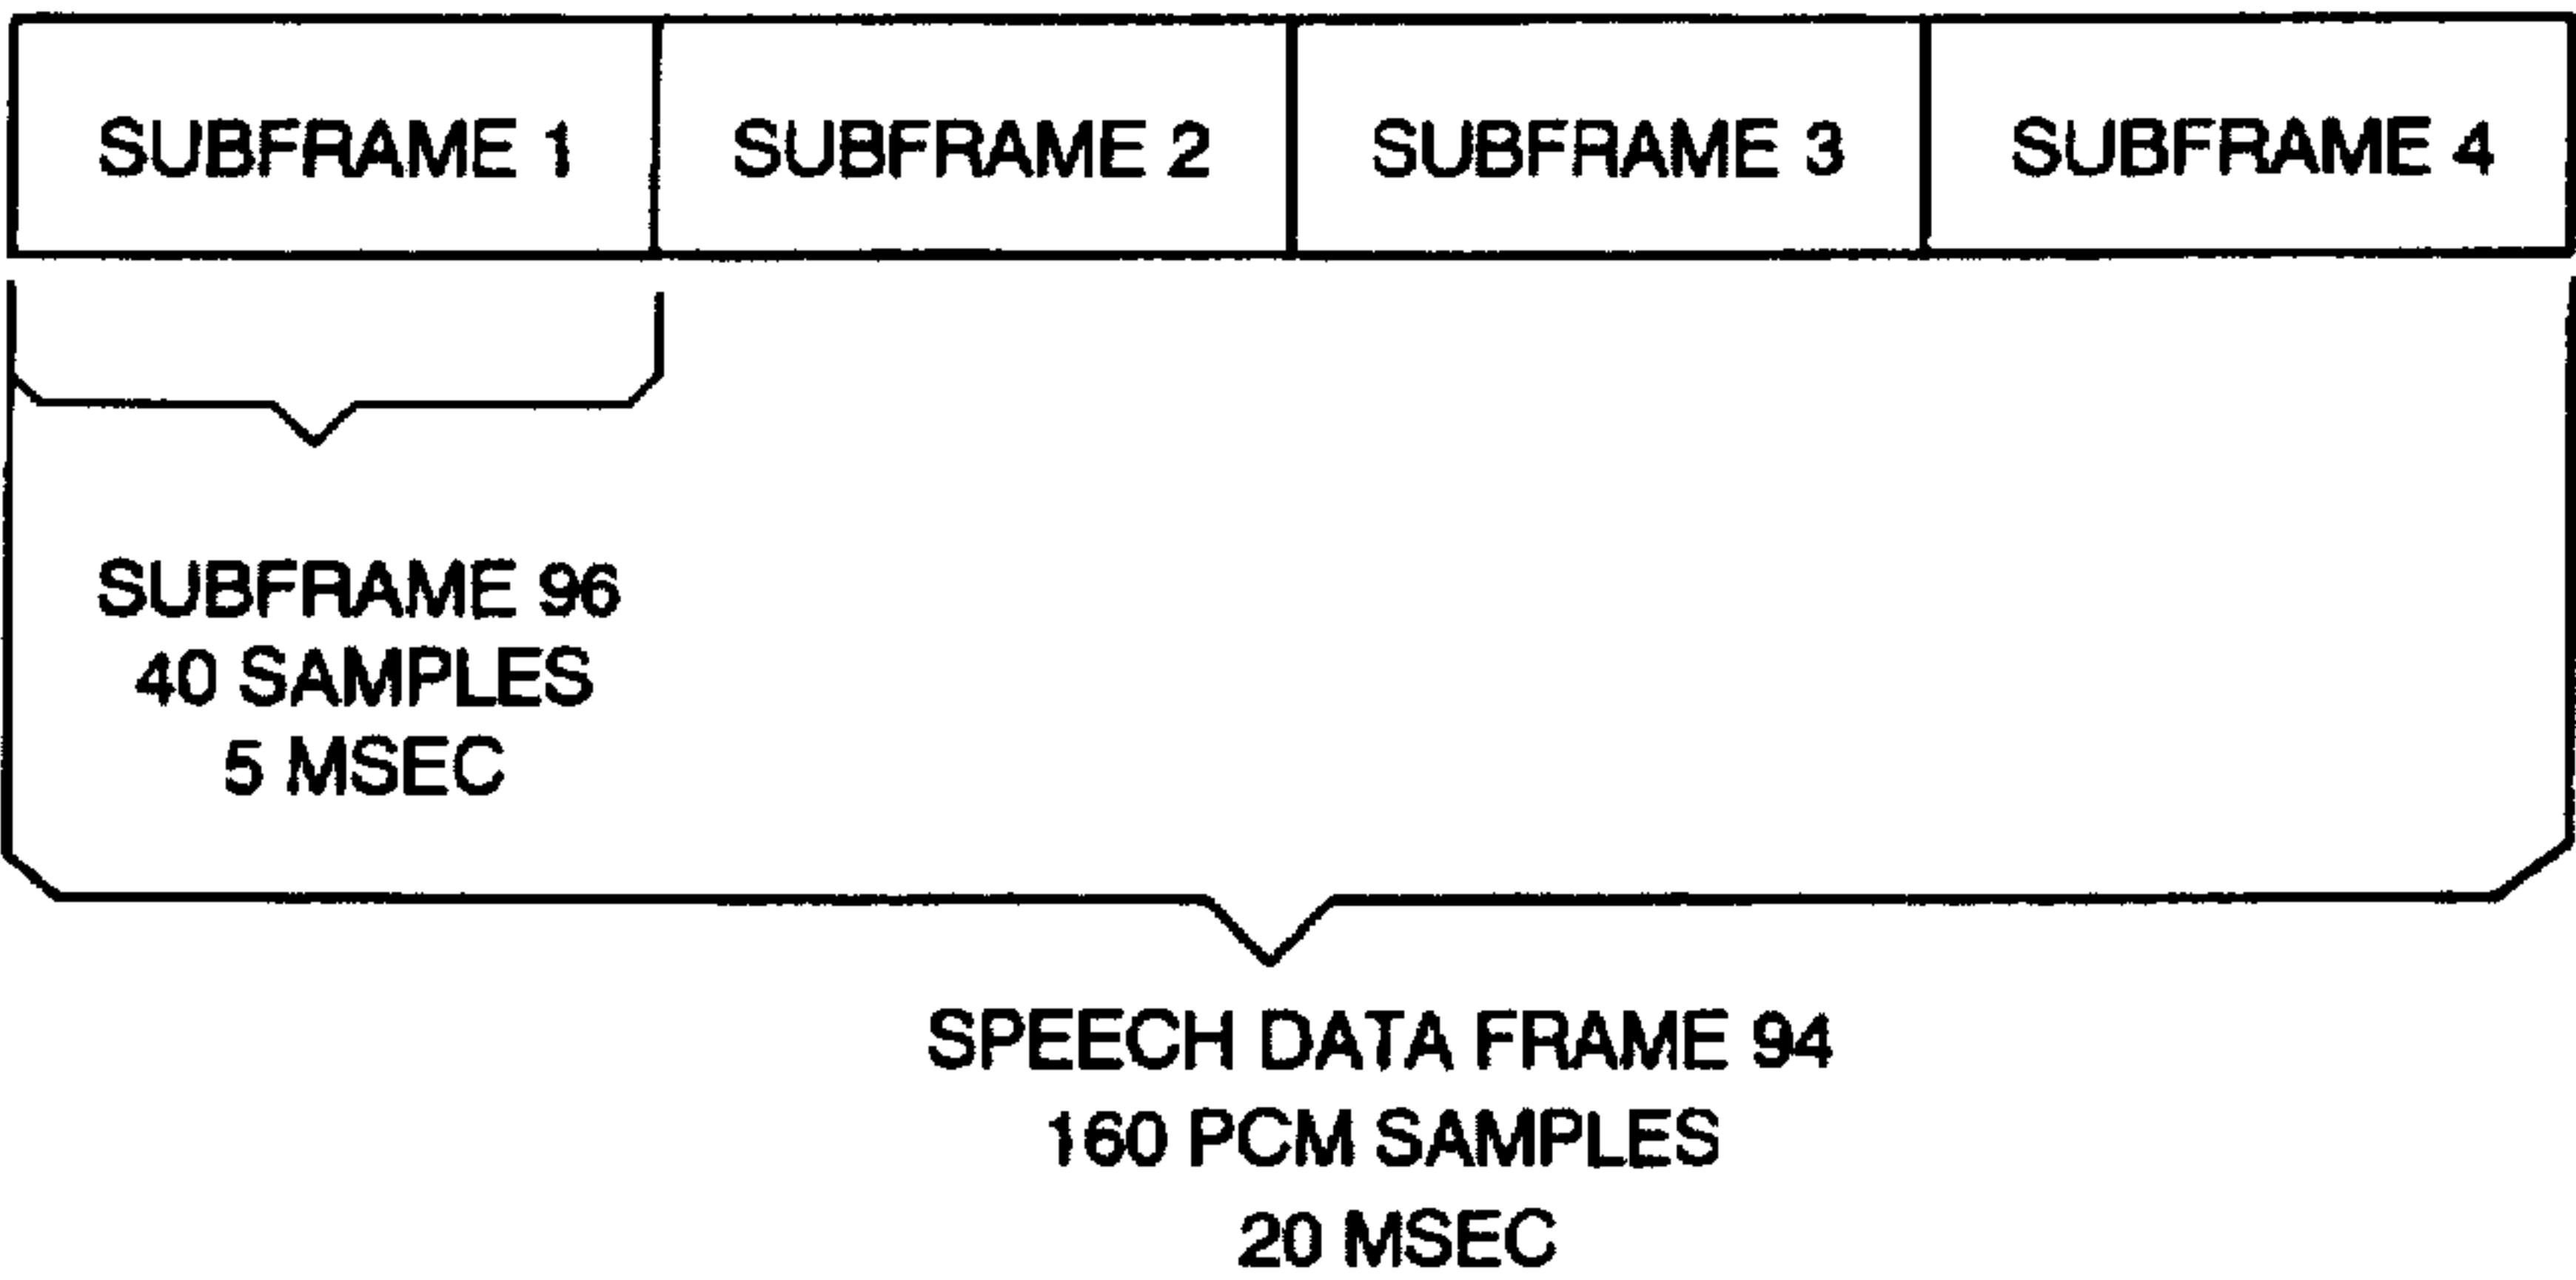 SUBFRAME 1 SUBFRAME 2 SUBFRAME 3 SUBFRAME 4
SUBFRAME 96
40 SAMPLES
5 MSEC
SPEECH DATA FRAME 94
160 PCM SAMPLES
20 MSEC